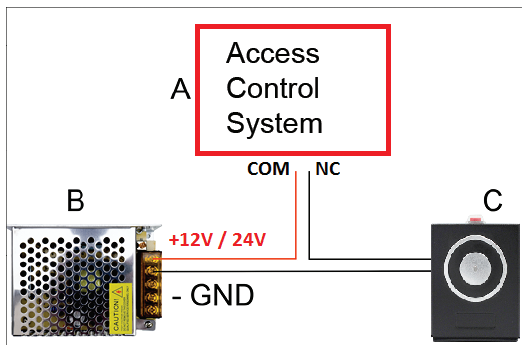 Access
Control
System
A
COM NC
B
C
+12V / 24V
- GND
CAUTION!